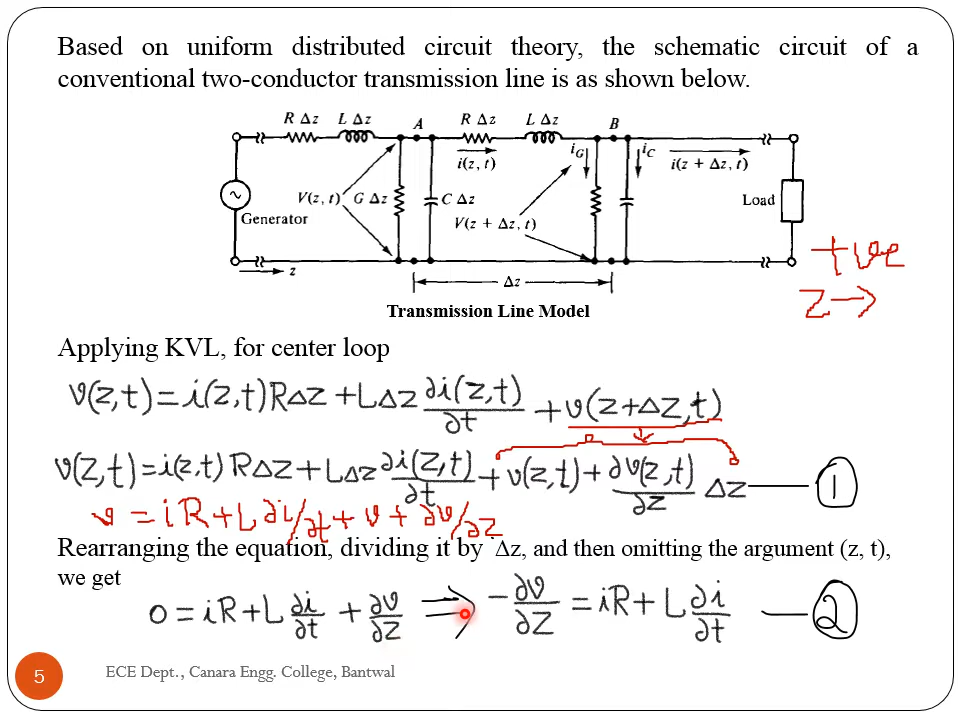 Based on uniform distributed circuit theory, the schematic circuit of a
conventional two-conductor transmission line is as shown below.
R Δz L Δz A R Δz L Δz B
i(z, t) iG iC i(z + Δz, t)
V(z, t) G Δz C Δz V(z + Δz, t) Load
Generator
z
Δz
+ve
z →
Transmission Line Model
Applying KVL, for center loop
v(z,t) = i(z,t)RΔz + LΔz ∂i(z,t)/∂t + v(z+Δz,t)
v(z,t) = i(z,t) RΔz + LΔz ∂i(z,t)/∂t + v(z,t) + ∂v(z,t)/∂z Δz — 1
v = iR + L ∂i/∂t + v + ∂v/∂z
Rearranging the equation, dividing it by Δz, and then omitting the argument (z, t),
we get
0 = iR + L ∂i/∂t + ∂v/∂z ⇒ -∂v/∂z = iR + L ∂i/∂t — 2
5 ECE Dept., Canara Engg. College, Bantwal